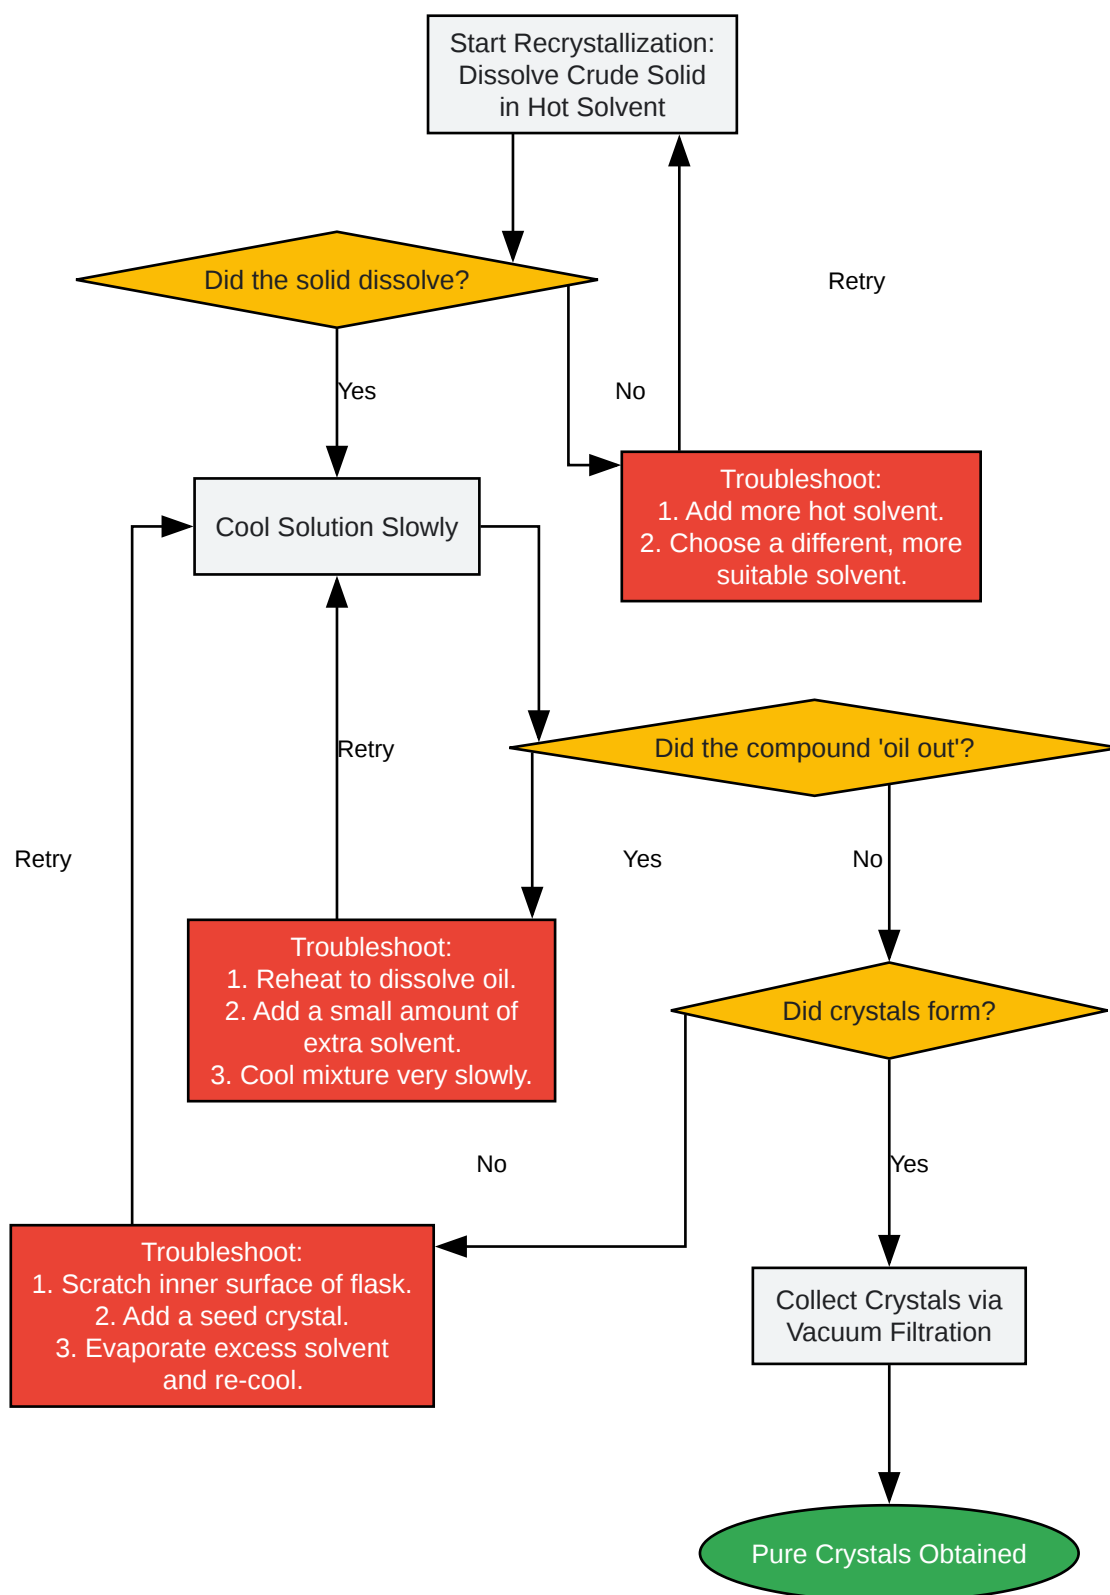 Start Recrystallization:
Dissolve Crude Solid
in Hot Solvent
Did the solid dissolve?
Retry
Yes
No
Troubleshoot:
1. Add more hot solvent.
2. Choose a different, more
suitable solvent.
Cool Solution Slowly
Did the compound 'oil out'?
Retry
Retry
Yes
No
Troubleshoot:
1. Reheat to dissolve oil.
2. Add a small amount of
extra solvent.
3. Cool mixture very slowly.
Did crystals form?
No
Yes
Troubleshoot:
1. Scratch inner surface of flask.
2. Add a seed crystal.
3. Evaporate excess solvent
and re-cool.
Collect Crystals via
Vacuum Filtration
Pure Crystals Obtained